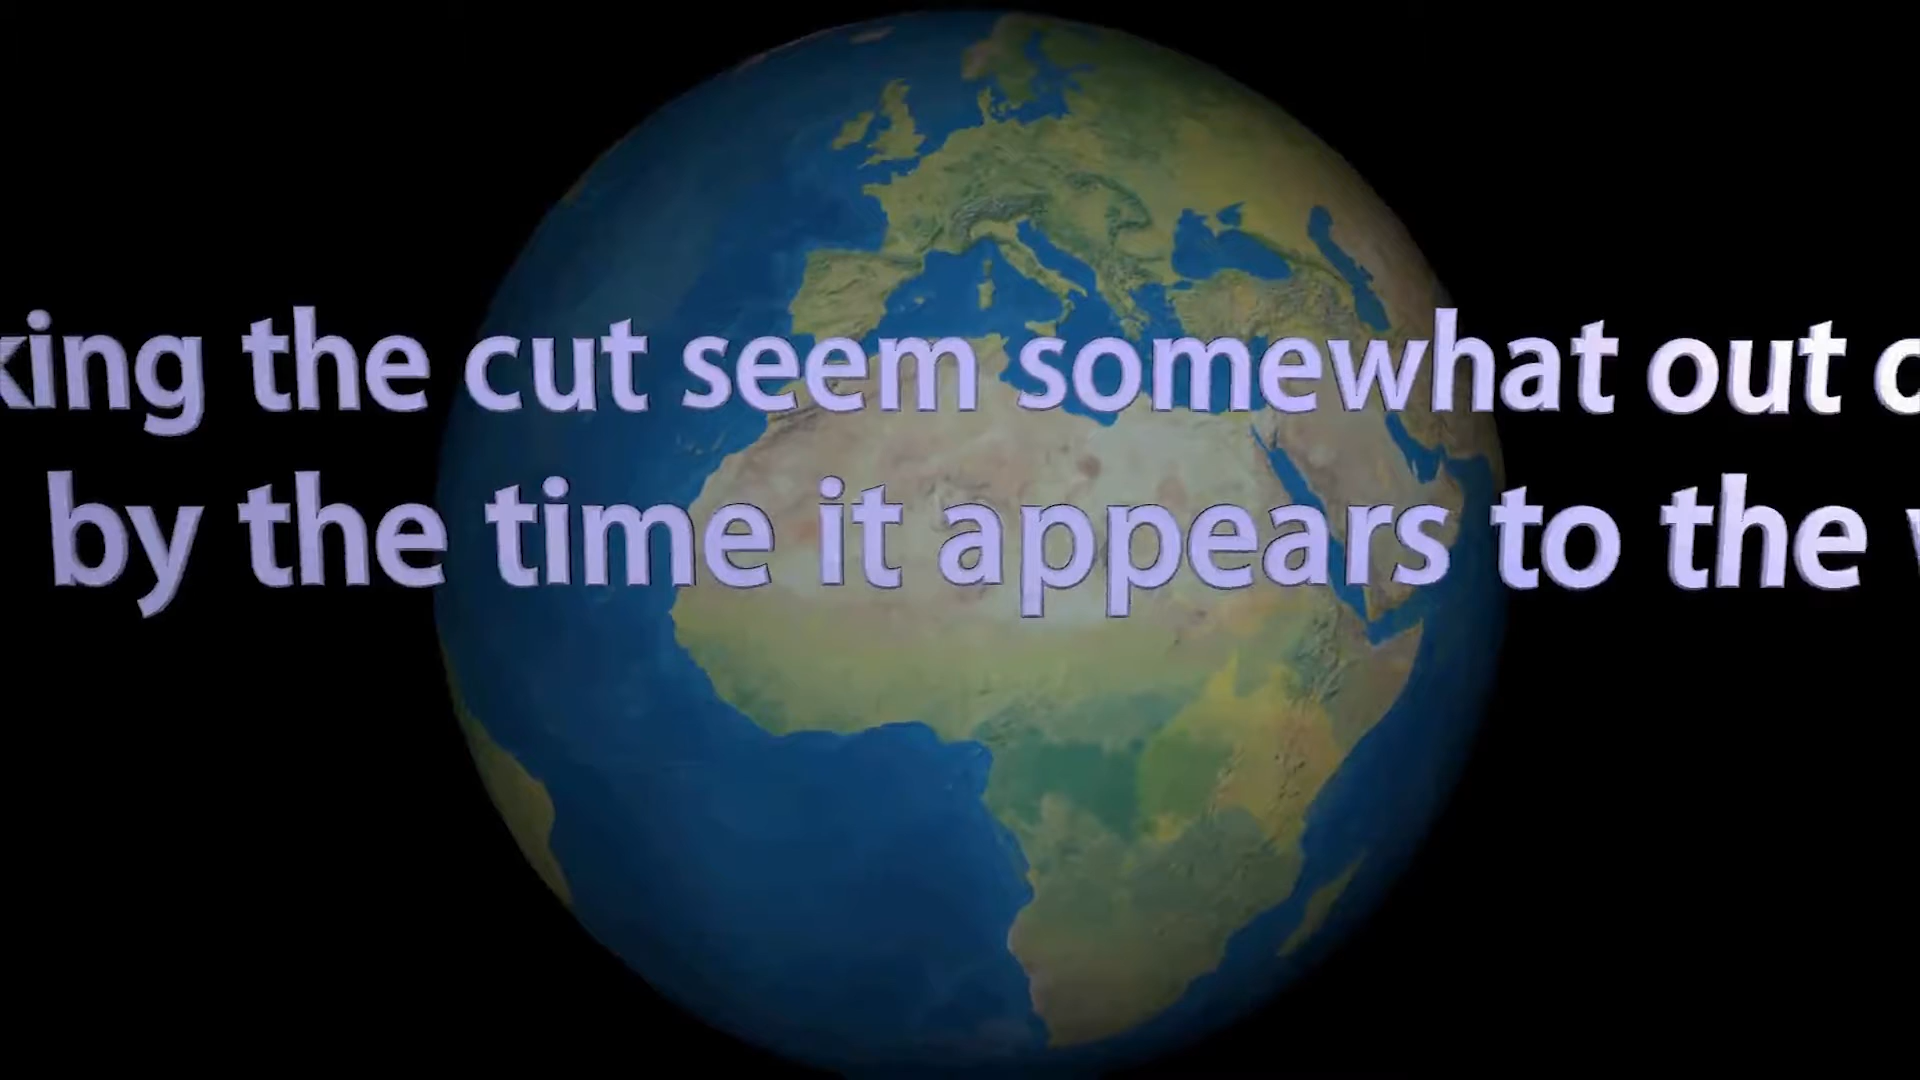 king the cut seem somewhat out o
by the time it appears to the